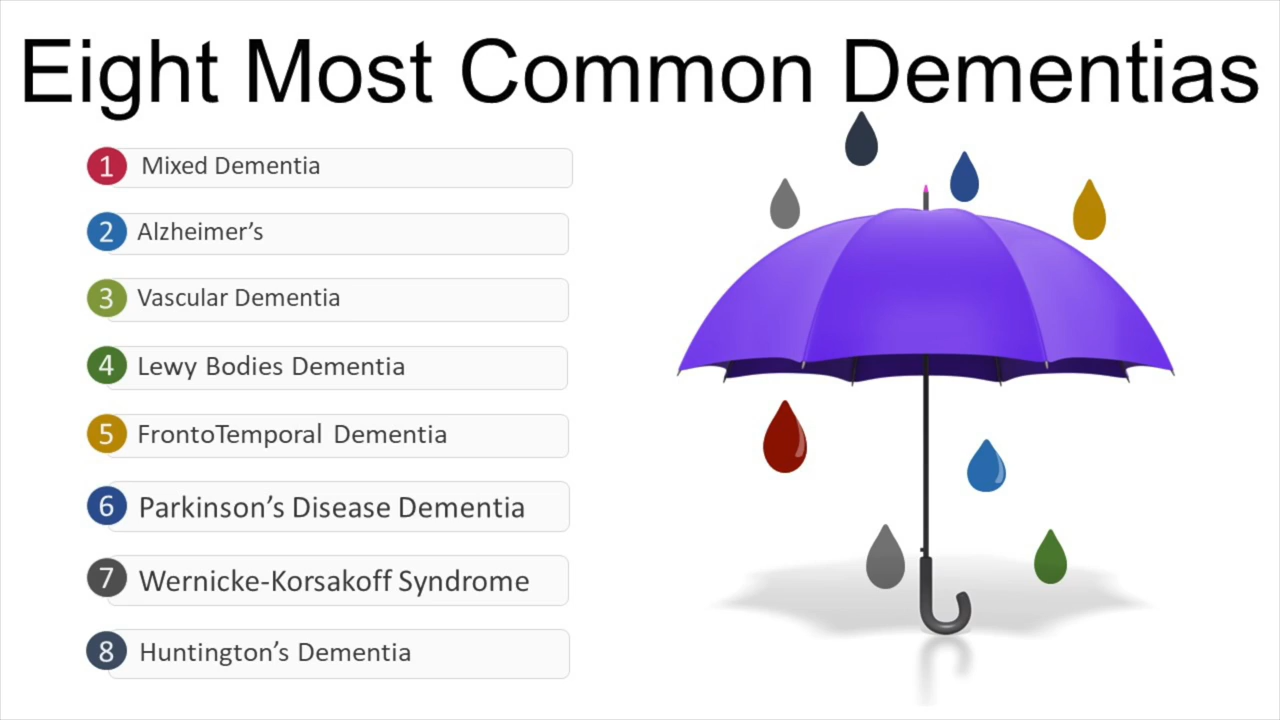 Eight Most Common Dementias
1 Mixed Dementia
2 Alzheimer’s
3 Vascular Dementia
4 Lewy Bodies Dementia
5 FrontoTemporal Dementia
6 Parkinson’s Disease Dementia
7 Wernicke-Korsakoff Syndrome
8 Huntington’s Dementia